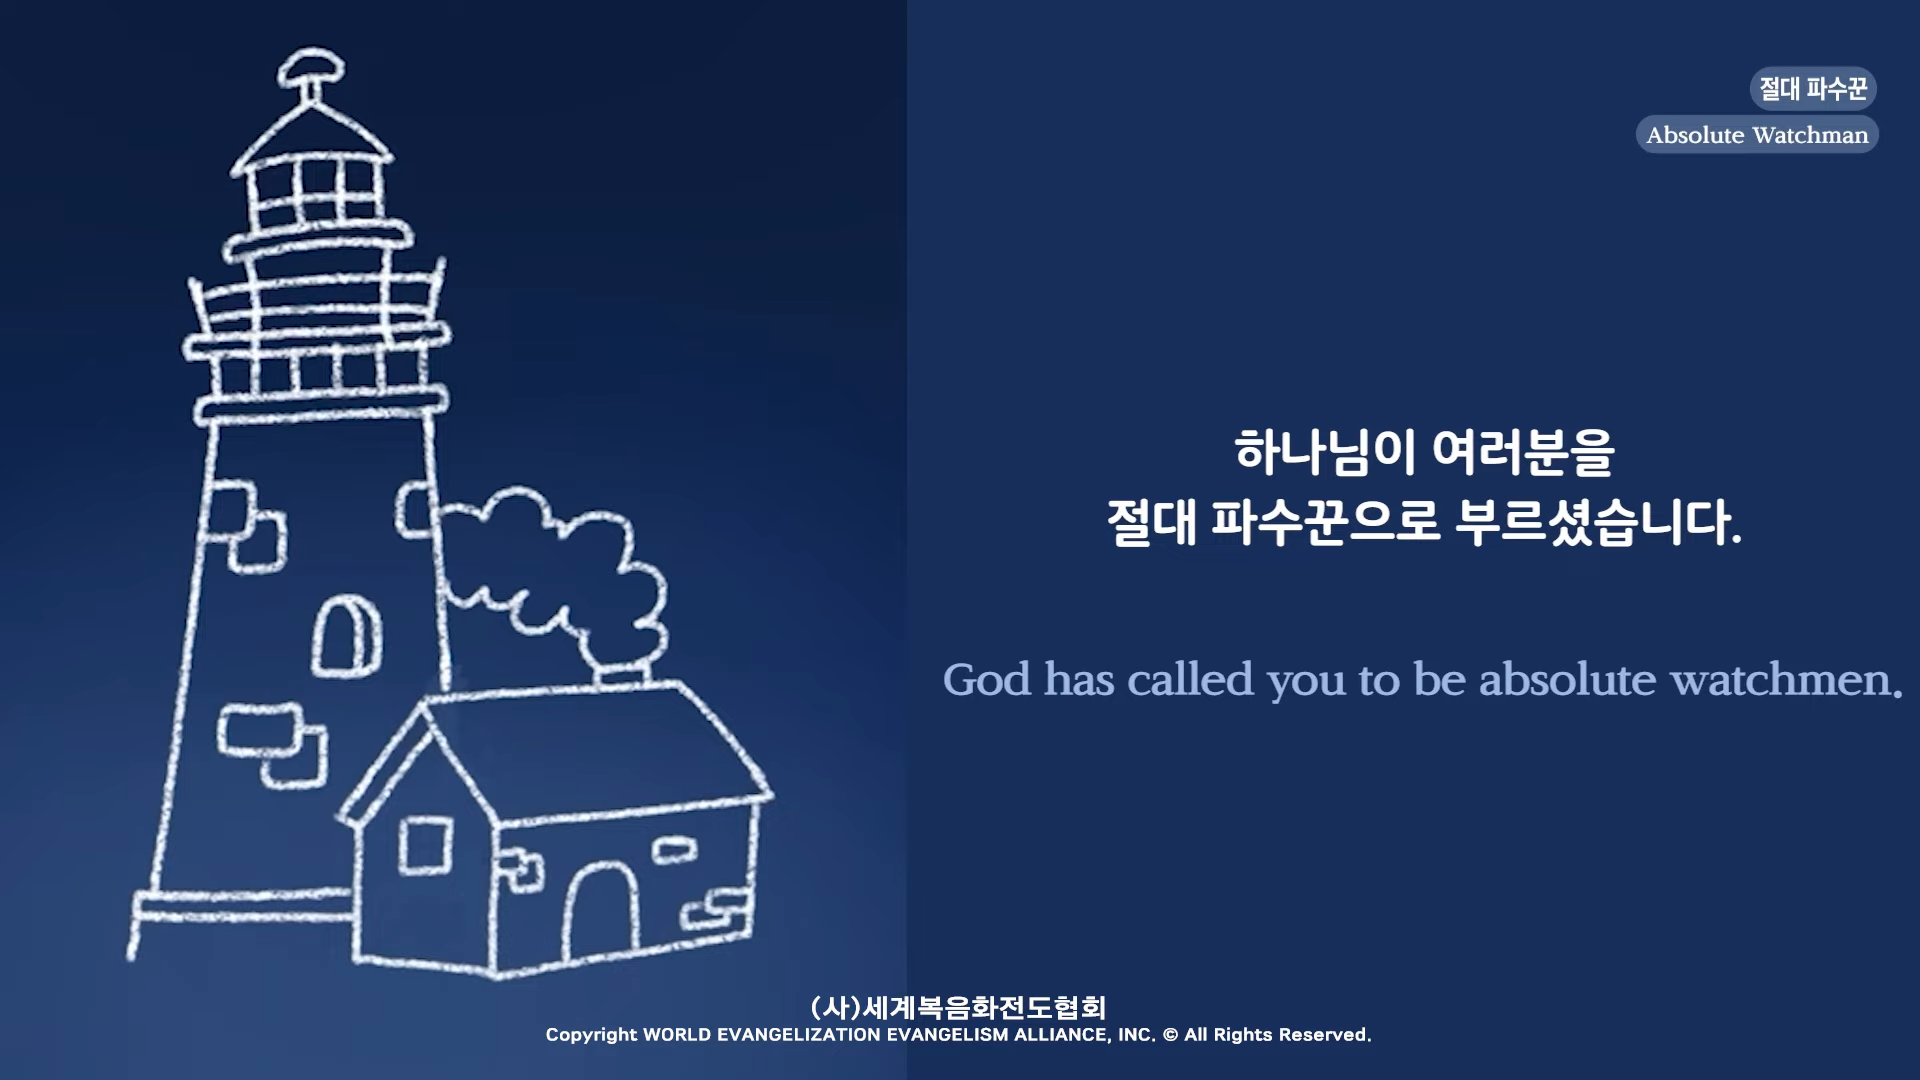 절대 파수꾼
Absolute Watchman
하나님이 여러분을
절대 파수꾼으로 부르셨습니다.
God has called you to be absolute watchmen.
(사)세계복음화전도협회
Copyright WORLD EVANGELIZATION EVANGELISM ALLIANCE, INC. © All Rights Reserved.